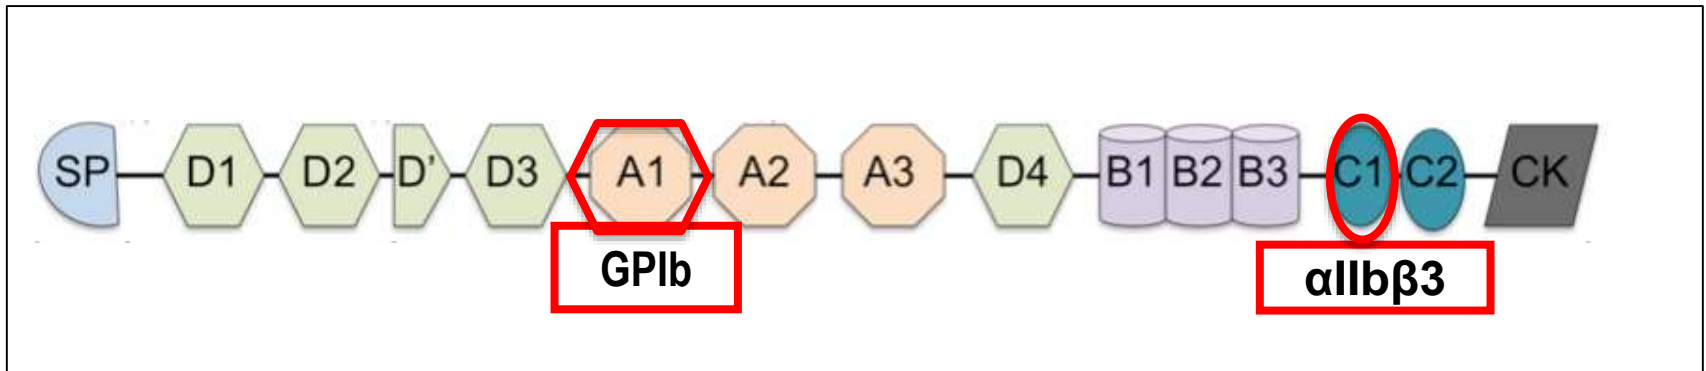 SP D1 D2 D' D3 A1 A2 A3 D4 B1 B2 B3 C1 C2 CK
GPIb αIIbβ3